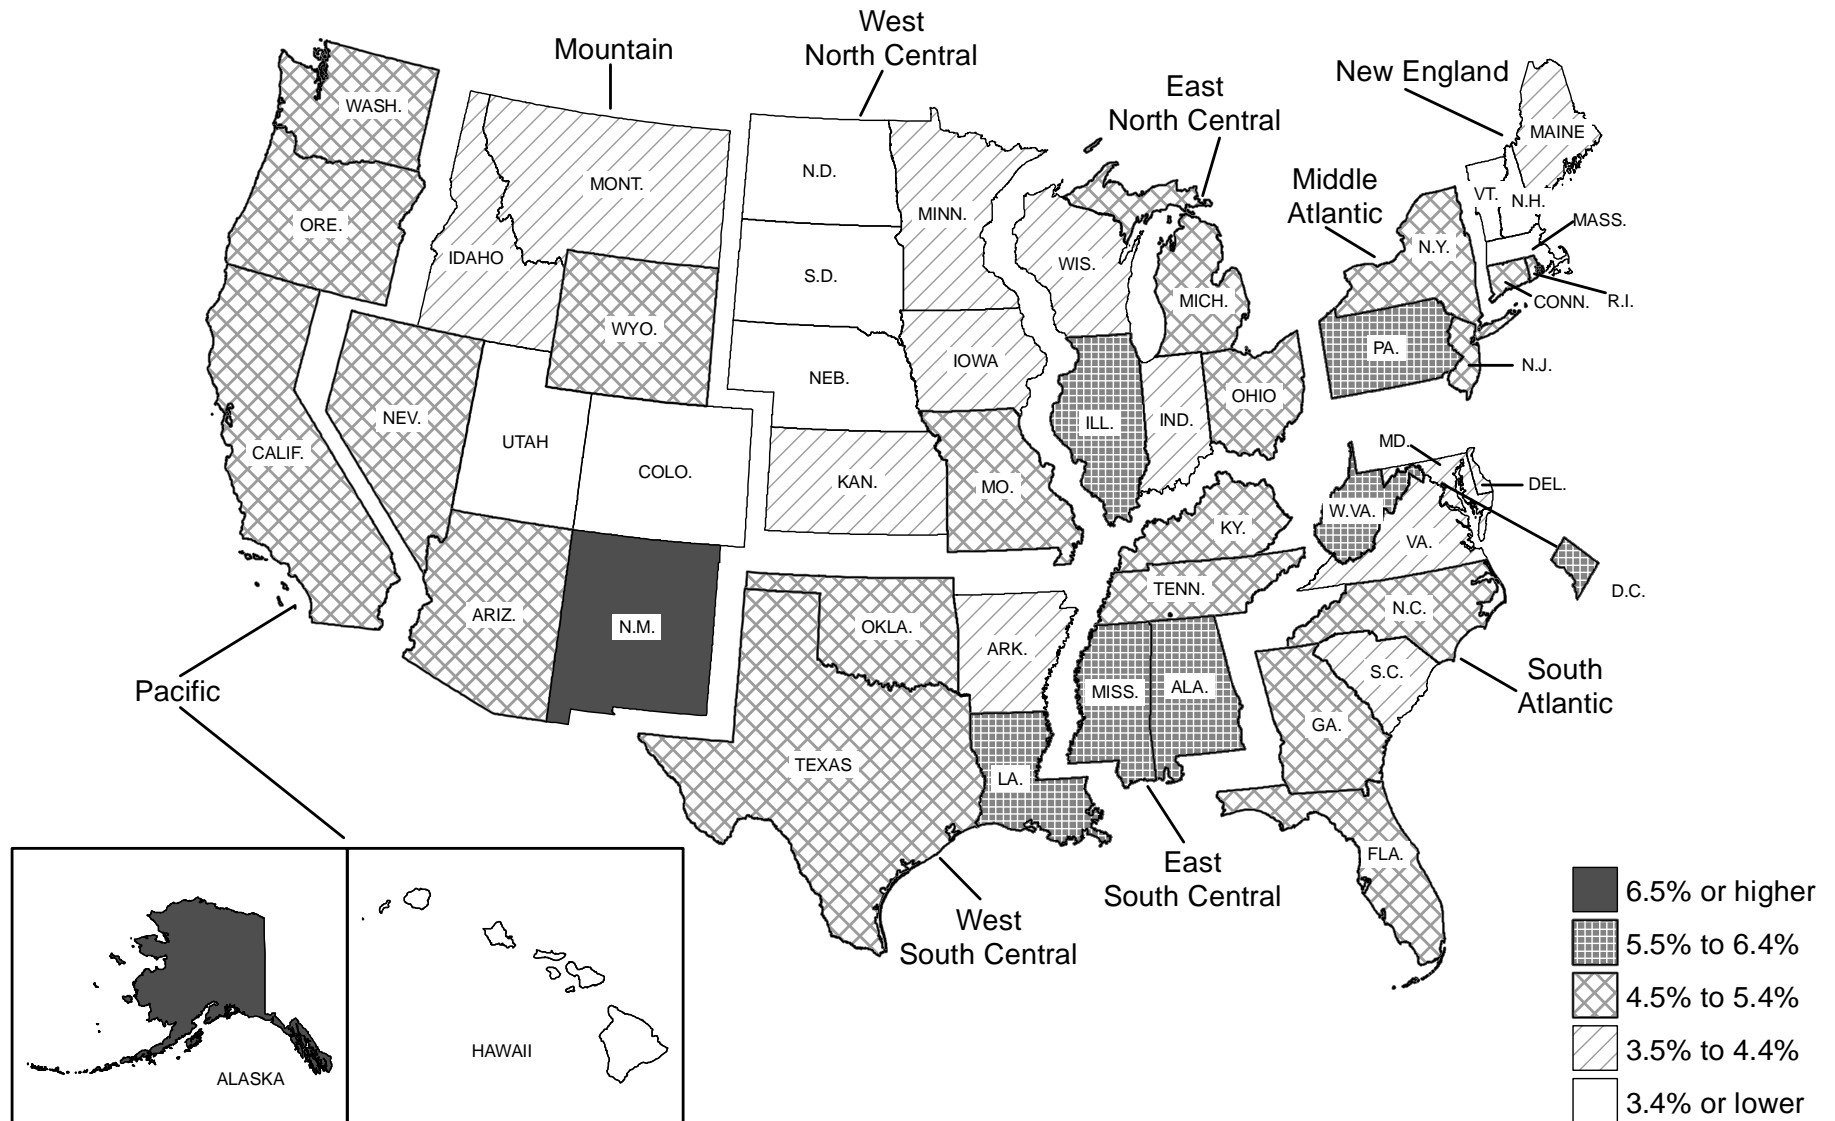 West
North Central
Mountain
East
North Central
New England
Middle
Atlantic
WASH.
MONT.
N.D.
MINN.
MAINE
VT.
N.H.
MASS.
ORE.
IDAHO
S.D.
WIS.
MICH.
N.Y.
CONN.
R.I.
WYO.
IOWA
PA.
N.J.
NEB.
NEV.
UTAH
COLO.
CALIF.
KAN.
MO.
ILL.
IND.
OHIO
MD.
DEL.
W.VA.
VA.
D.C.
KY.
TENN.
N.C.
ARIZ.
N.M.
OKLA.
ARK.
S.C.
South
Atlantic
Pacific
MISS.
ALA.
GA.
TEXAS
LA.
FLA.
East
South Central
West
South Central
HAWAII
ALASKA
6.5% or higher
5.5% to 6.4%
4.5% to 5.4%
3.5% to 4.4%
3.4% or lower